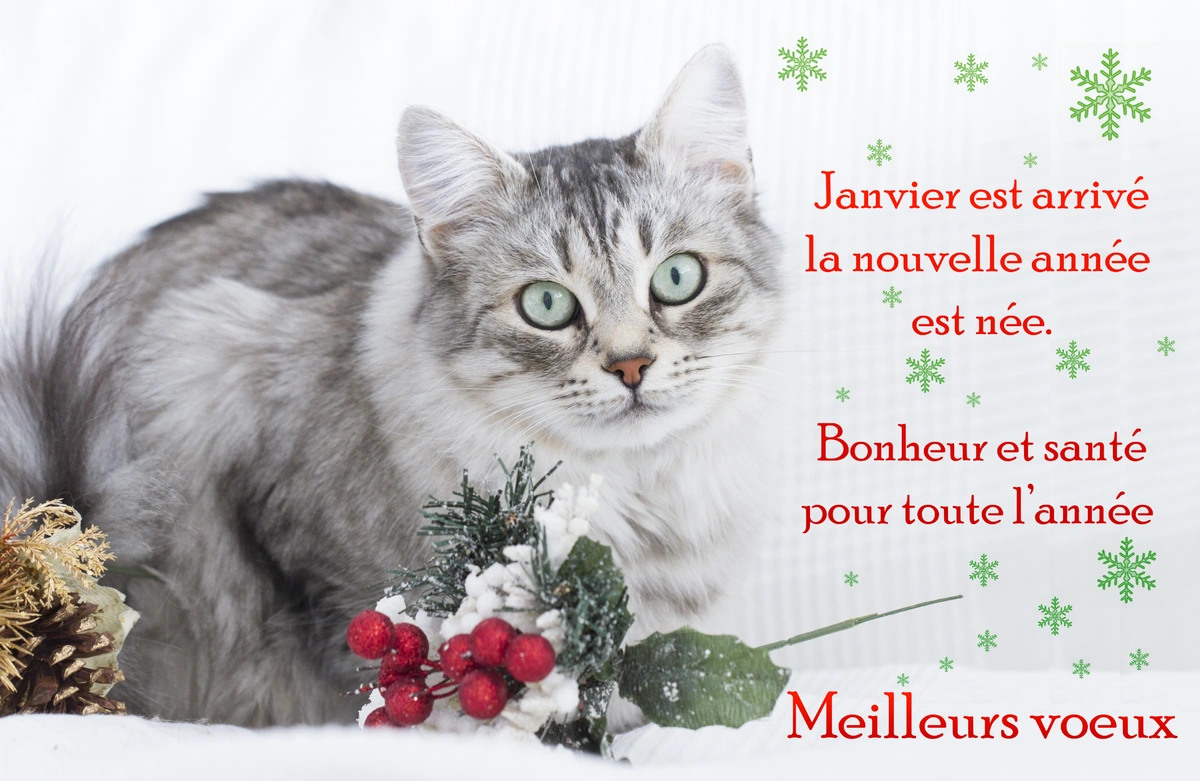 Janvier est arrivé
la nouvelle année
est née.
Bonheur et santé
pour toute l'année
Meilleurs voeux